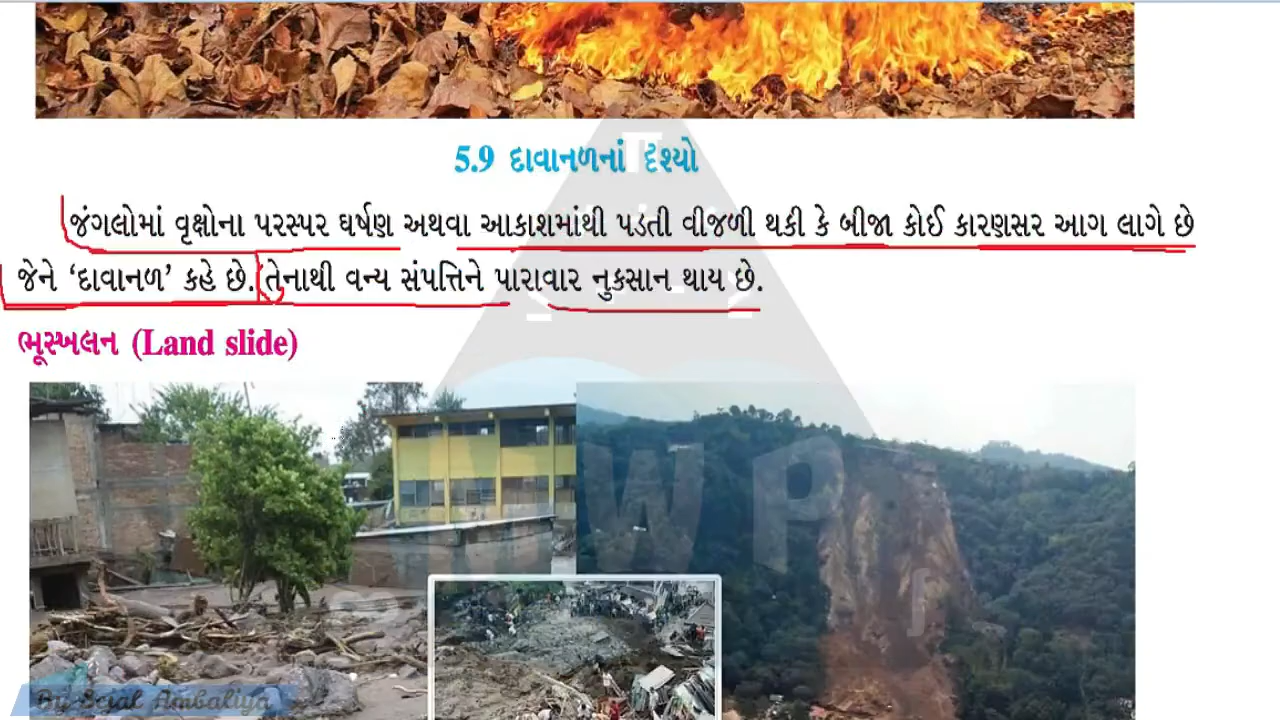 5.9 દાવાનળનાં દૃશ્યો
જંગલોમાં વૃક્ષોના પરસ્પર ઘર્ષણ અથવા આકાશમાંથી પડતી વીજળી થકી કે બીજા કોઈ કારણસર આગ લાગે છે
જેને ‘દાવાનળ’ કહે છે. તેનાથી વન્ય સંપત્તિને પારાવાર નુકસાન થાય છે.
ભૂસ્ખલન (Land slide)
NWP
By Sejal Ambaliya